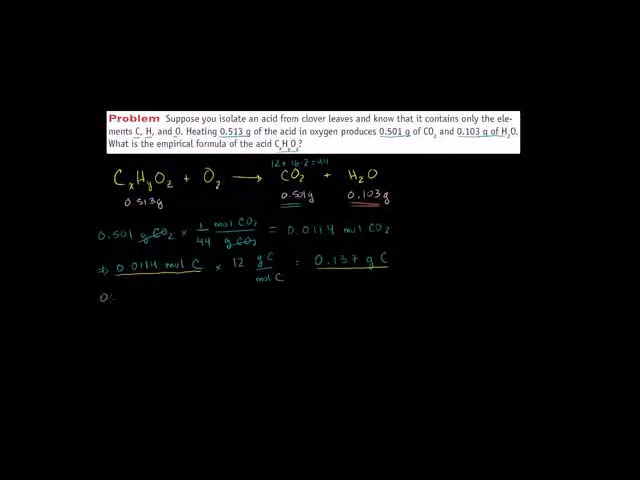 Problem Suppose you isolate an acid from clover leaves and know that it contains only the ele-
ments C, H, and O. Heating 0.513 g of the acid in oxygen produces 0.501 g of CO2 and 0.103 g of H2O.
What is the empirical formula of the acid CxHyOz?
12 + 16·2 = 44
CxHyOz + O2 → CO2 + H2O
0.513g 0.501g 0.103g
0.501 g CO2 × 1/44 mol CO2/g CO2 = 0.0114 mol CO2
⇒ 0.0114 mol C × 12 g C/mol C = 0.137 g C
0.